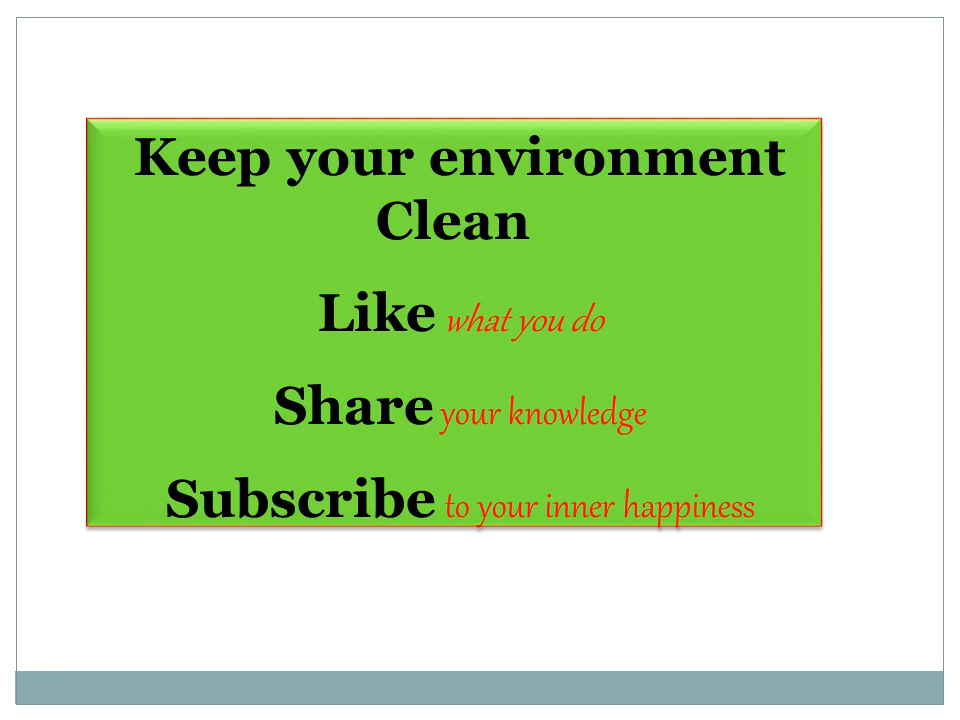 Keep your environment
Clean
Like what you do
Share your knowledge
Subscribe to your inner happiness